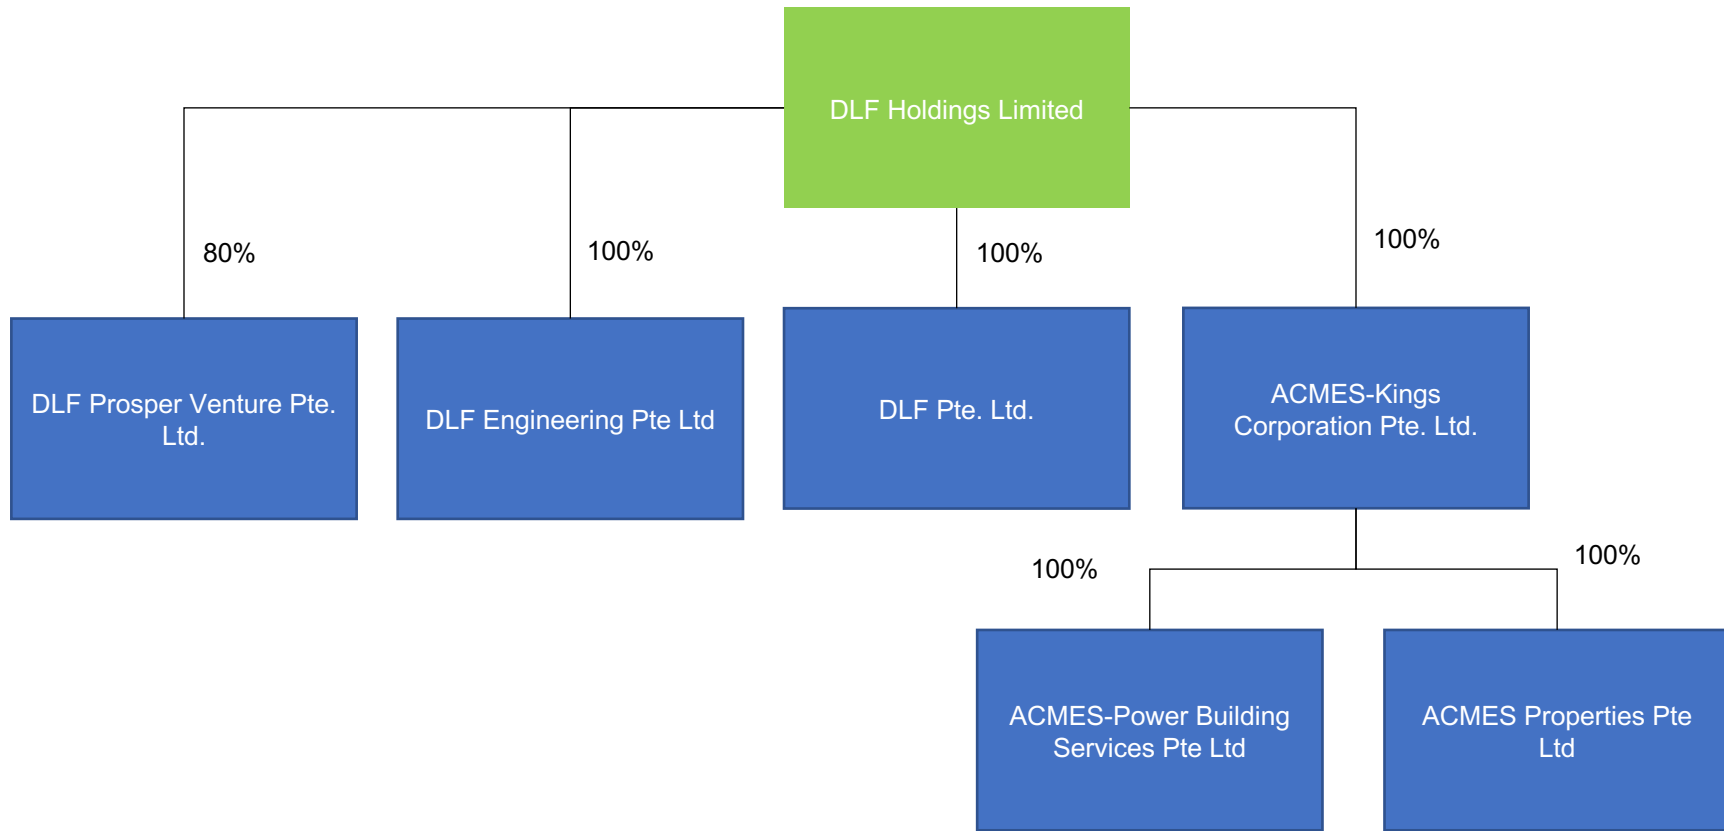 DLF Holdings Limited
80%
100%
100%
100%
DLF Prosper Venture Pte.
Ltd.
DLF Engineering Pte Ltd
DLF Pte. Ltd.
ACMES-Kings
Corporation Pte. Ltd.
100%
100%
ACMES-Power Building
Services Pte Ltd
ACMES Properties Pte
Ltd